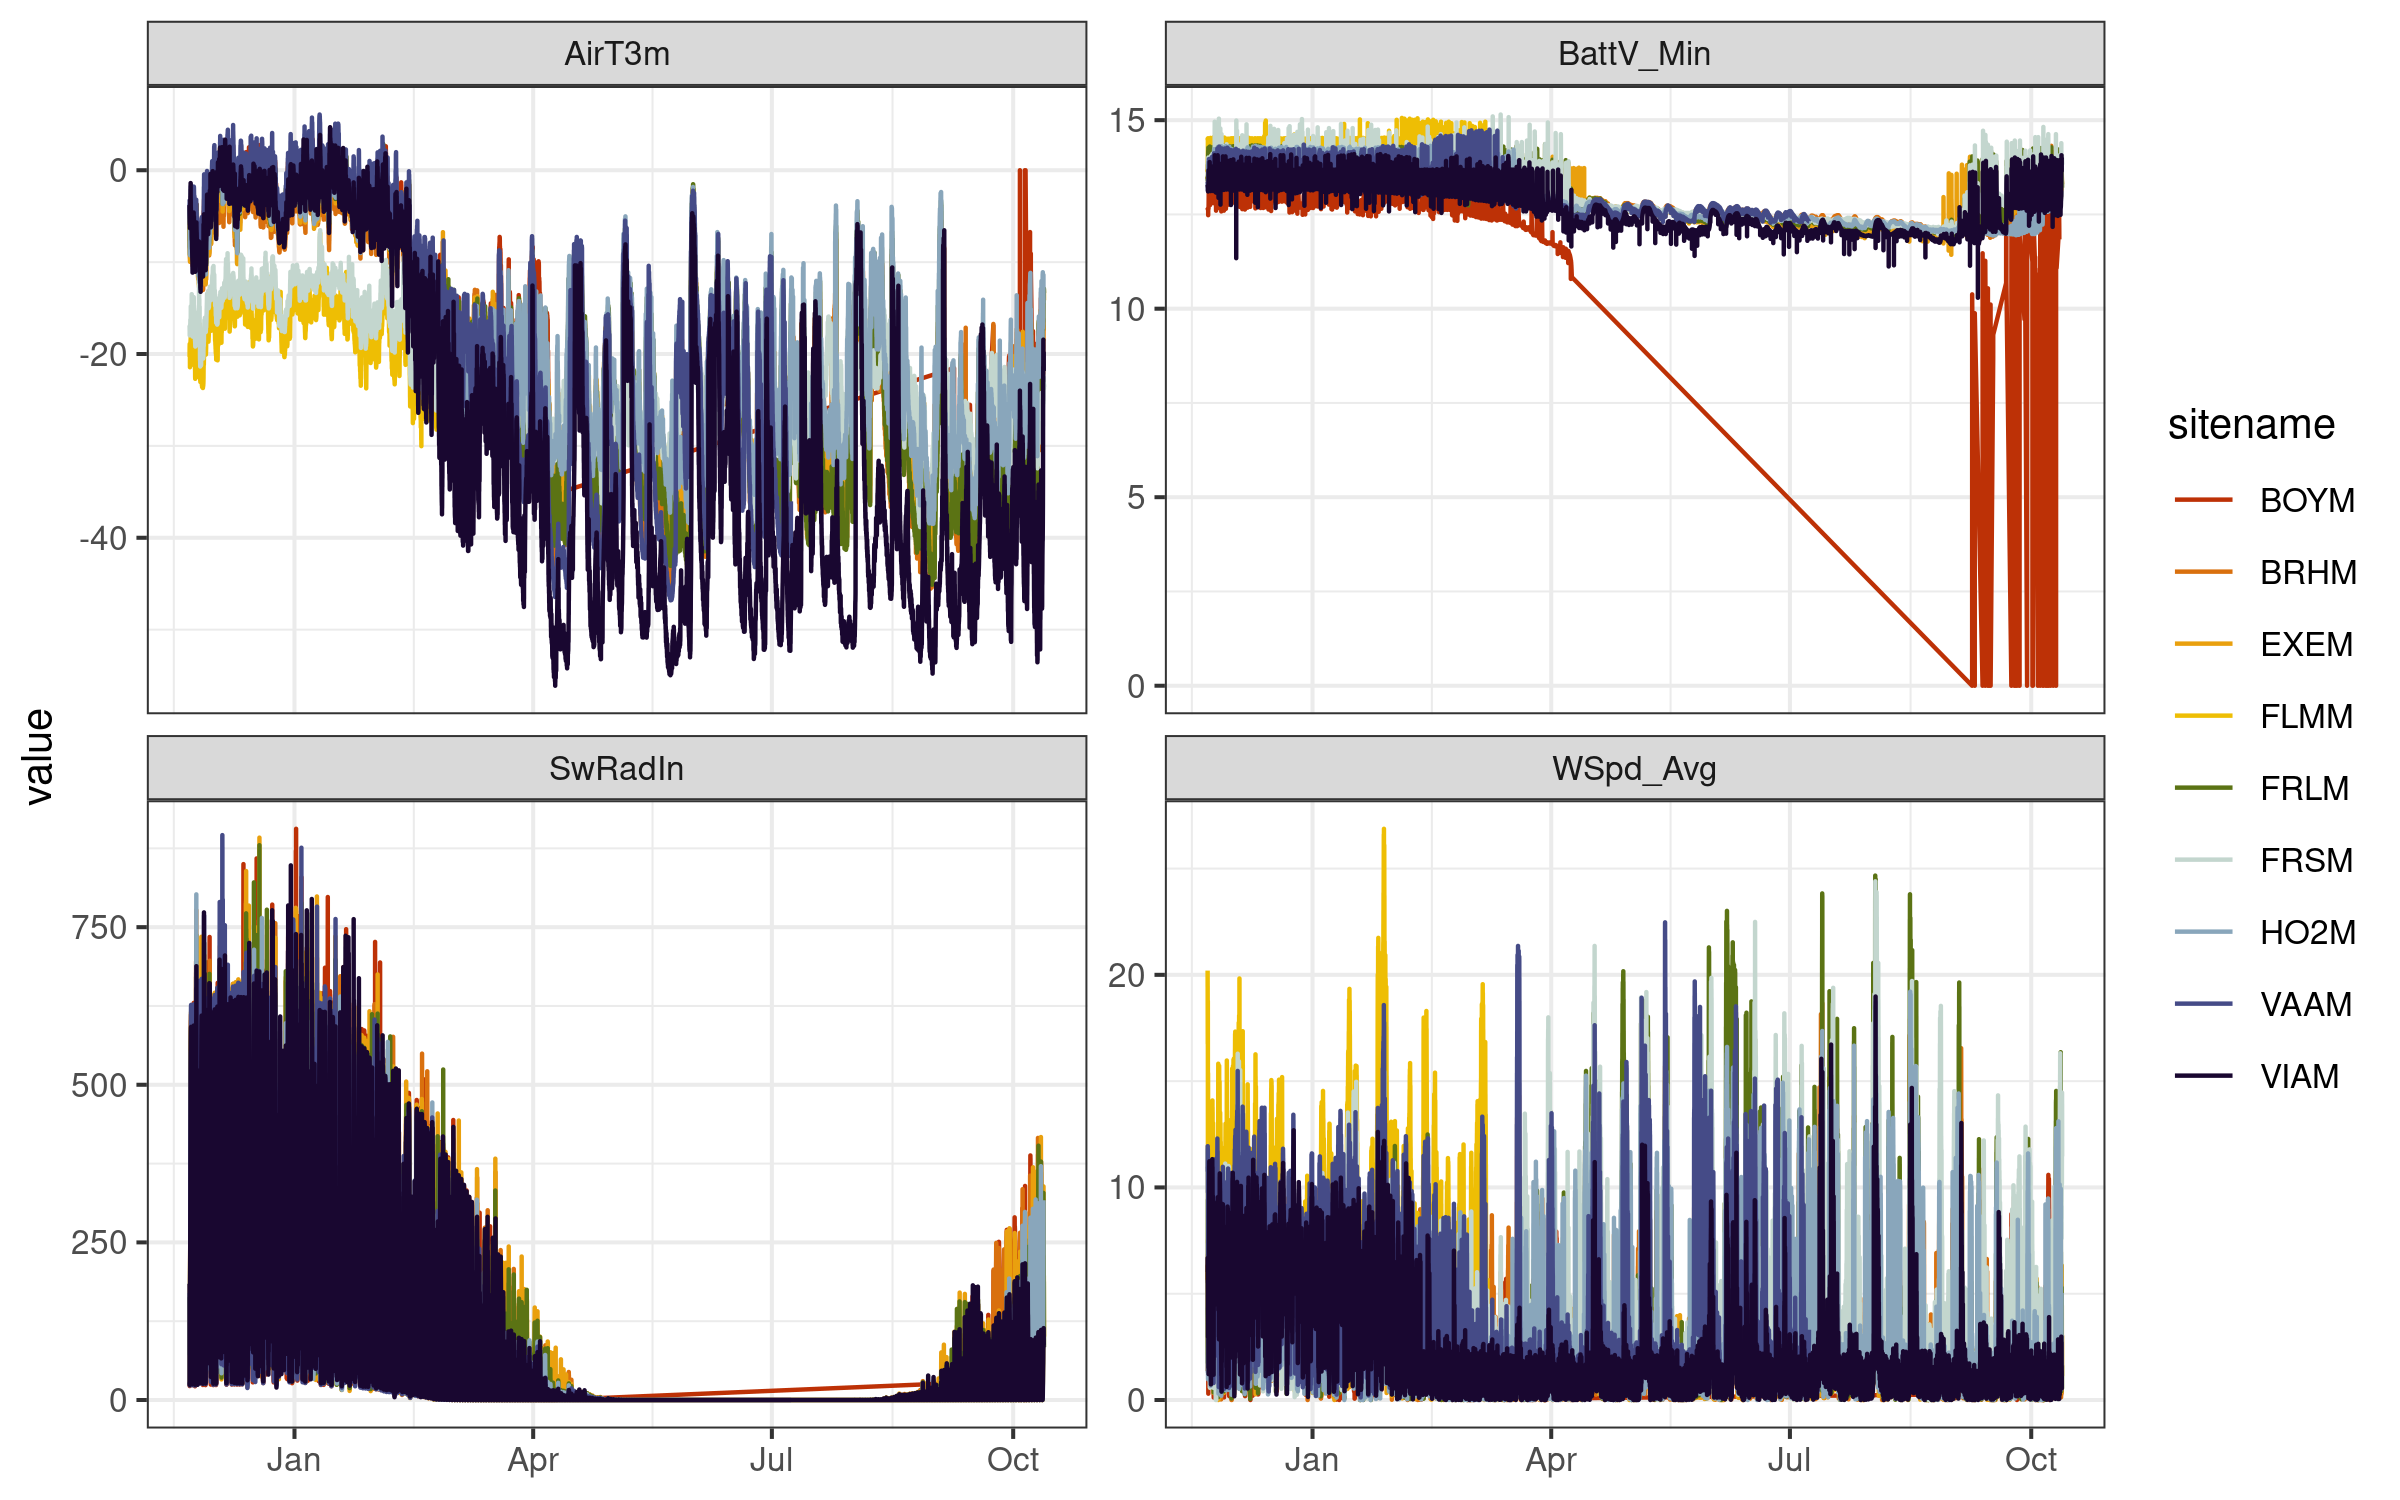 AirT3m
BattV_Min
0
-20
-40
15
10
5
0
value
SwRadIn
WSpd_Avg
750
500
250
0
20
10
0
Jan Apr Jul Oct
Jan Apr Jul Oct
sitename
BOYM
BRHM
EXEM
FLMM
FRLM
FRSM
HO2M
VAAM
VIAM